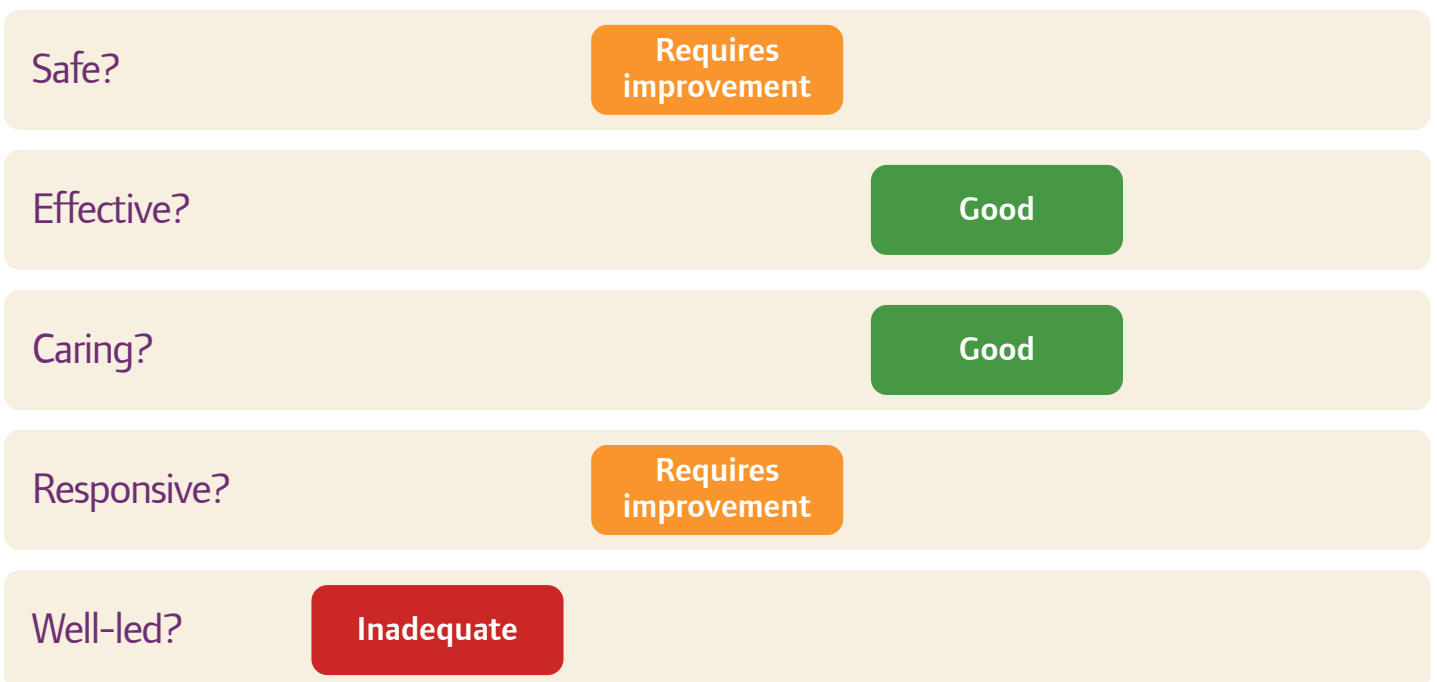 Safe?
Requires
improvement
Effective?
Good
Caring?
Good
Responsive?
Requires
improvement
Well-led?
Inadequate